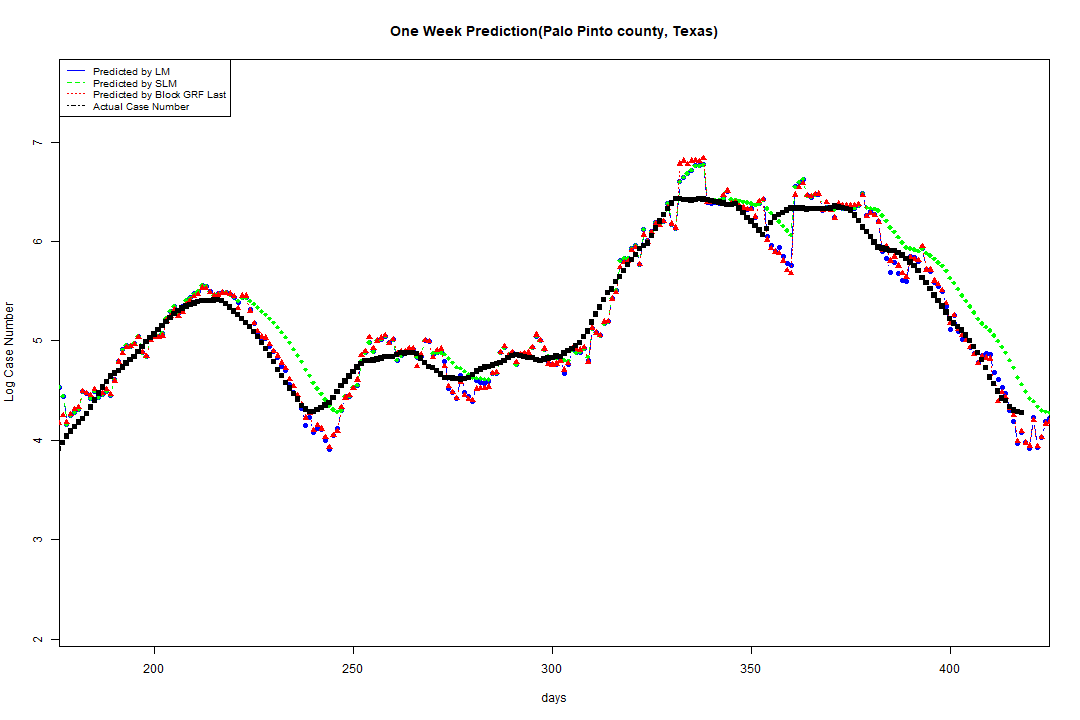 One Week Prediction(Palo Pinto county, Texas)
Predicted by LM
Predicted by SLM
Predicted by Block GRF Last
Actual Case Number
7
6
5
4
3
2
Log Case Number
200 250 300 350 400
days